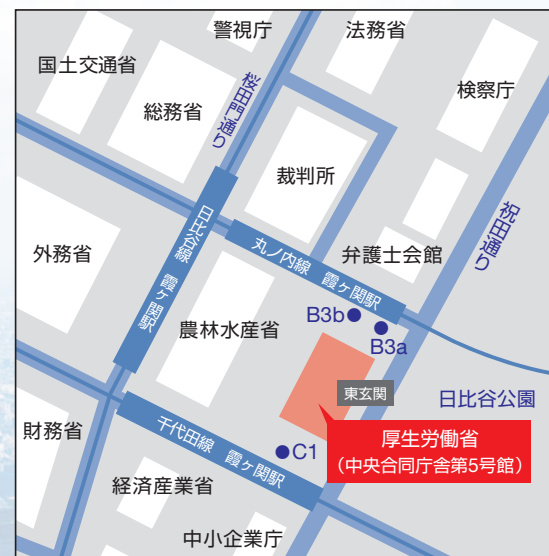 警視庁
法務省
国土交通省
検察庁
総務省
桜田門通り
裁判所
祝田通り
日比谷線 霞ヶ関駅
外務省
丸ノ内線 霞ヶ関駅
弁護士会館
B3b
農林水産省
B3a
東玄関
日比谷公園
財務省
千代田線 霞ヶ関駅
厚生労働省
（中央合同庁舎第5号館）
C1
経済産業省
中小企業庁